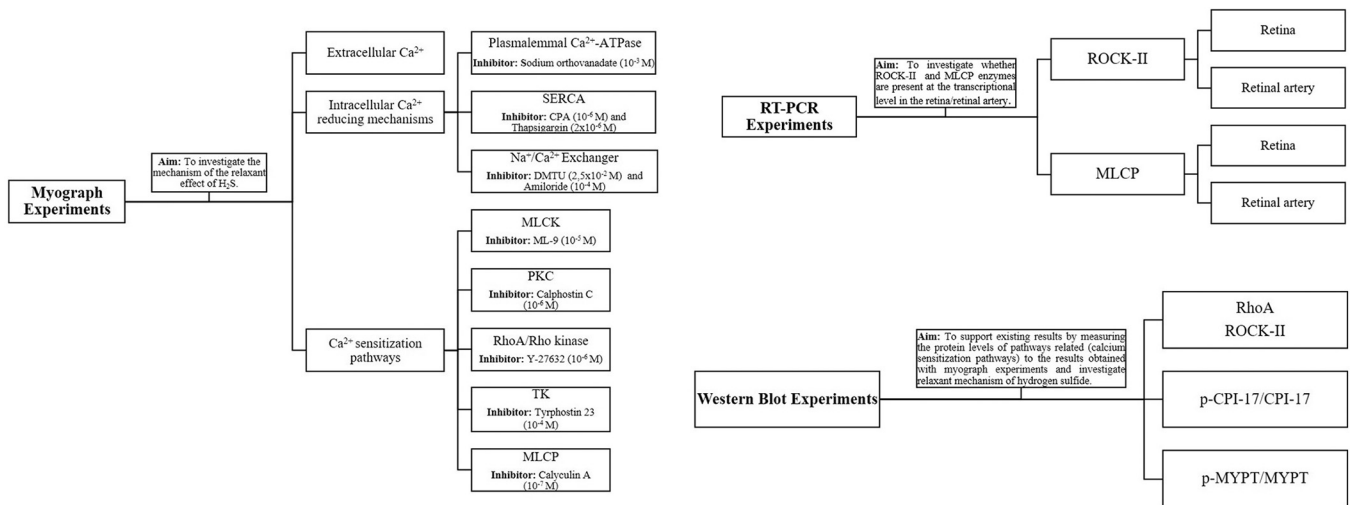 Myograph
Experiments
Aim: To investigate the
mechanism of the relaxant
effect of H₂S.
Extracellular Ca²⁺
Intracellular Ca²⁺
reducing mechanisms
Ca²⁺ sensitization
pathways
Plasmalemmal Ca²⁺-ATPase
Inhibitor: Sodium orthovanadate (10⁻³ M)
SERCA
Inhibitor: CPA (10⁻⁶ M) and
Thapsigargin (2x10⁻⁶ M)
Na⁺/Ca²⁺ Exchanger
Inhibitor: DMTU (2,5x10⁻² M) and
Amiloride (10⁻⁴ M)
MLCK
Inhibitor: ML-9 (10⁻⁵ M)
PKC
Inhibitor: Calphostin C
(10⁻⁶ M)
RhoA/Rho kinase
Inhibitor: Y-27632 (10⁻⁶ M)
TK
Inhibitor: Tyrphostin 23
(10⁻⁴ M)
MLCP
Inhibitor: Calyculin A
(10⁻⁷ M)
RT-PCR
Experiments
Aim: To investigate whether
ROCK-II and MLCP enzymes
are present at the transcriptional
level in the retina/retinal artery.
ROCK-II
Retina
Retinal artery
MLCP
Retina
Retinal artery
Western Blot Experiments
Aim: To support existing results by measuring
the protein levels of pathways related (calcium
sensitization pathways) to the results obtained
with myograph experiments and investigate
relaxant mechanism of hydrogen sulfide.
RhoA
ROCK-II
p-CPI-17/CPI-17
p-MYPT/MYPT